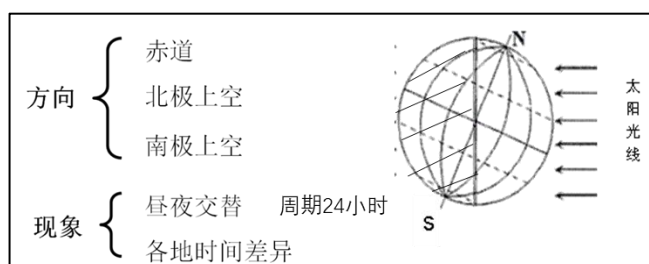 方向
赤道
北极上空
南极上空
现象
昼夜交替 周期24小时
各地时间差异
N
S
太阳光线